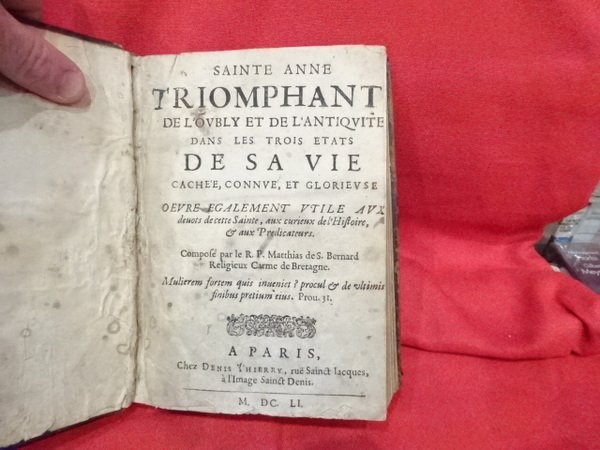 SAINTE ANNE
TRIOMPHANT
DE L'OVBLY ET DE L'ANTIQVITE
DANS LES TROIS ETATS
DE SA VIE
CACHEE, CONNVE, ET GLORIEVSE
OEVRE EGALEMENT VTILE AVX
deuots de cette Sainte, aux curieux de l'Histoire,
& aux Predicateurs.
Composé par le R. P. Matthias de S. Bernard
Religieux Carme de Bretagne.
Mulierem fortem quis inueniet ? procul & de vltimis
finibus pretium eius. Prou. 31.
A PARIS,
Chez DENIS THIERRY, ruë Sainct Iacques,
à l'Image Sainct Denis.
M. DC. LI.